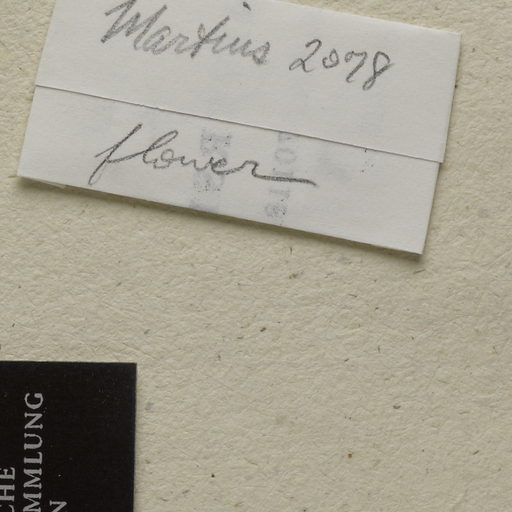 Martius 2078
flower
CHE
MMLUNG
N